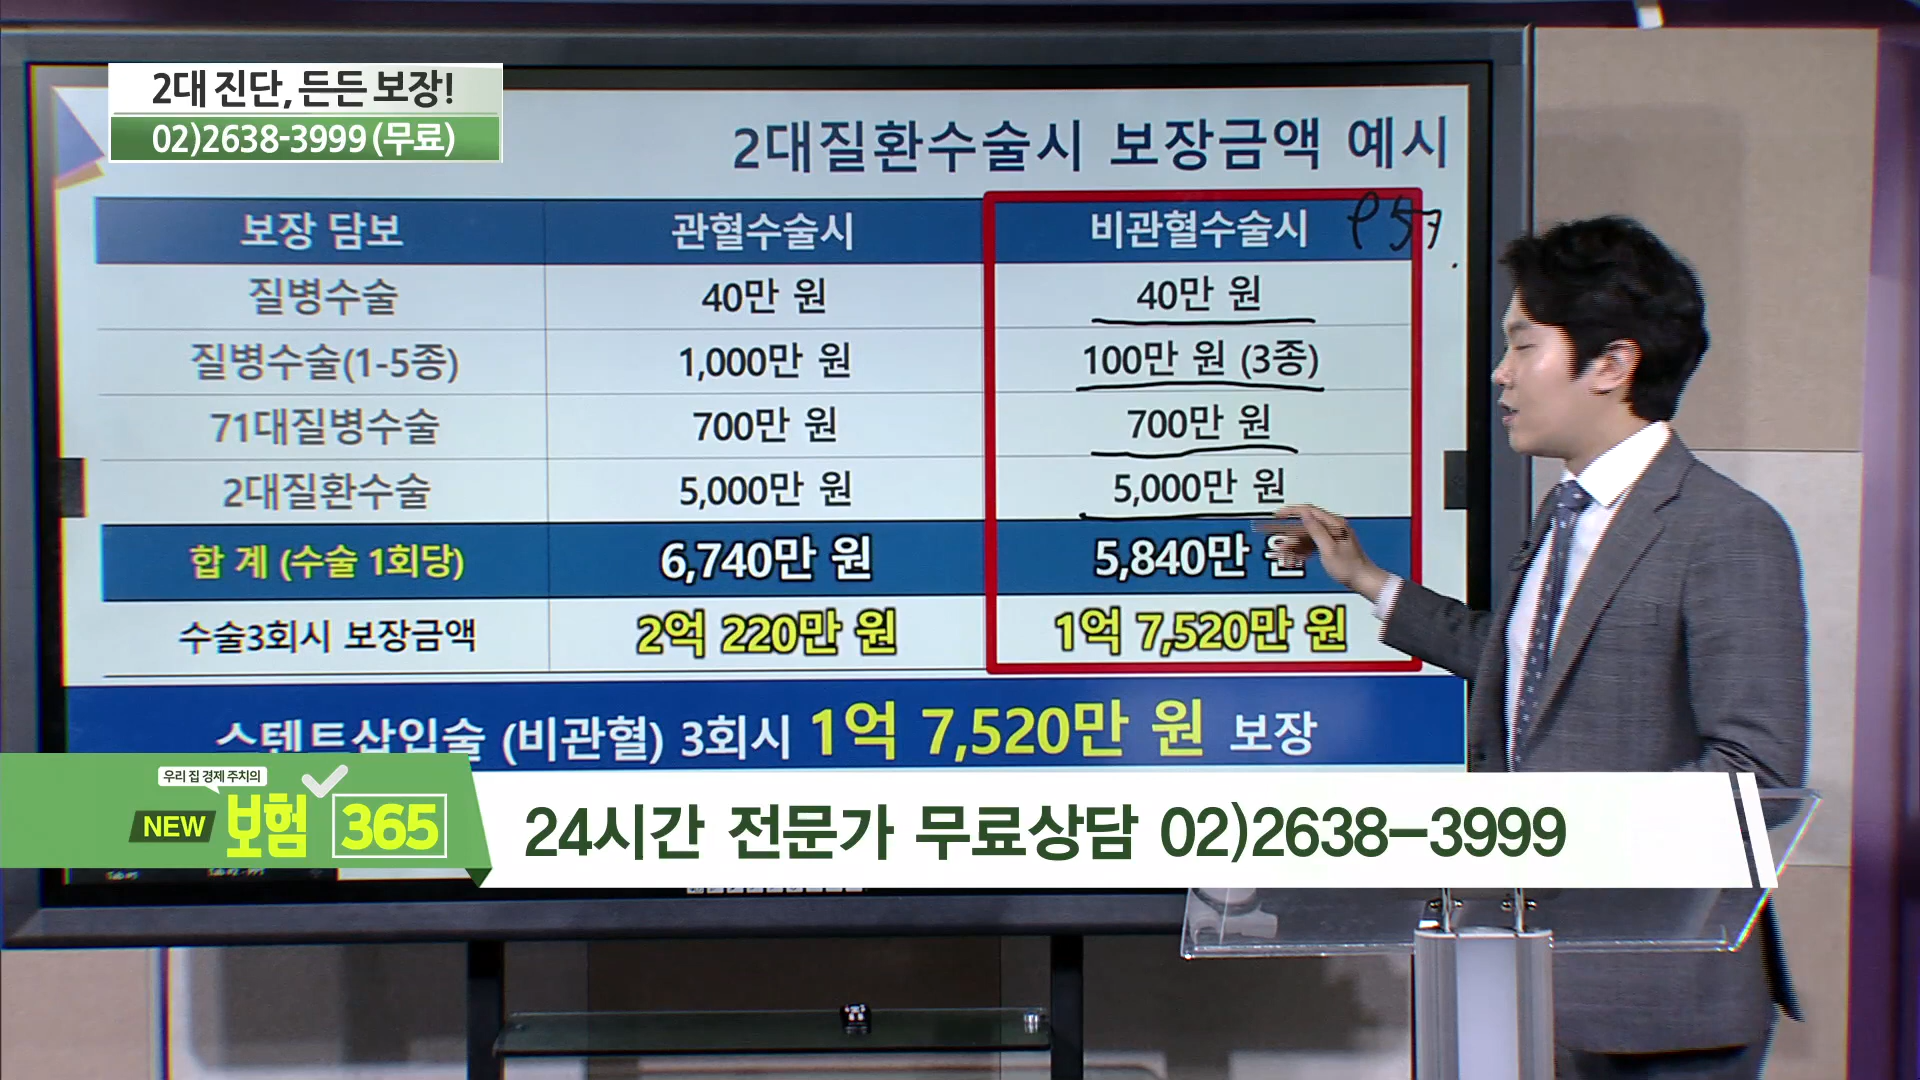 2대 진단, 든든 보장!
02)2638-3999 (무료)
2대질환수술시 보장금액 예시
보장 담보 관혈수술시 비관혈수술시
질병수술 40만 원 40만 원
질병수술(1-5종) 1,000만 원 100만 원 (3종)
71대질병수술 700만 원 700만 원
2대질환수술 5,000만 원 5,000만 원
합 계 (수술 1회당) 6,740만 원 5,840만 원
수술3회시 보장금액 2억 220만 원 1억 7,520만 원
스텐트삽입술 (비관혈) 3회시 1억 7,520만 원 보장
우리 집 경제 주치의
NEW 보험 365
24시간 전문가 무료상담 02)2638-3999